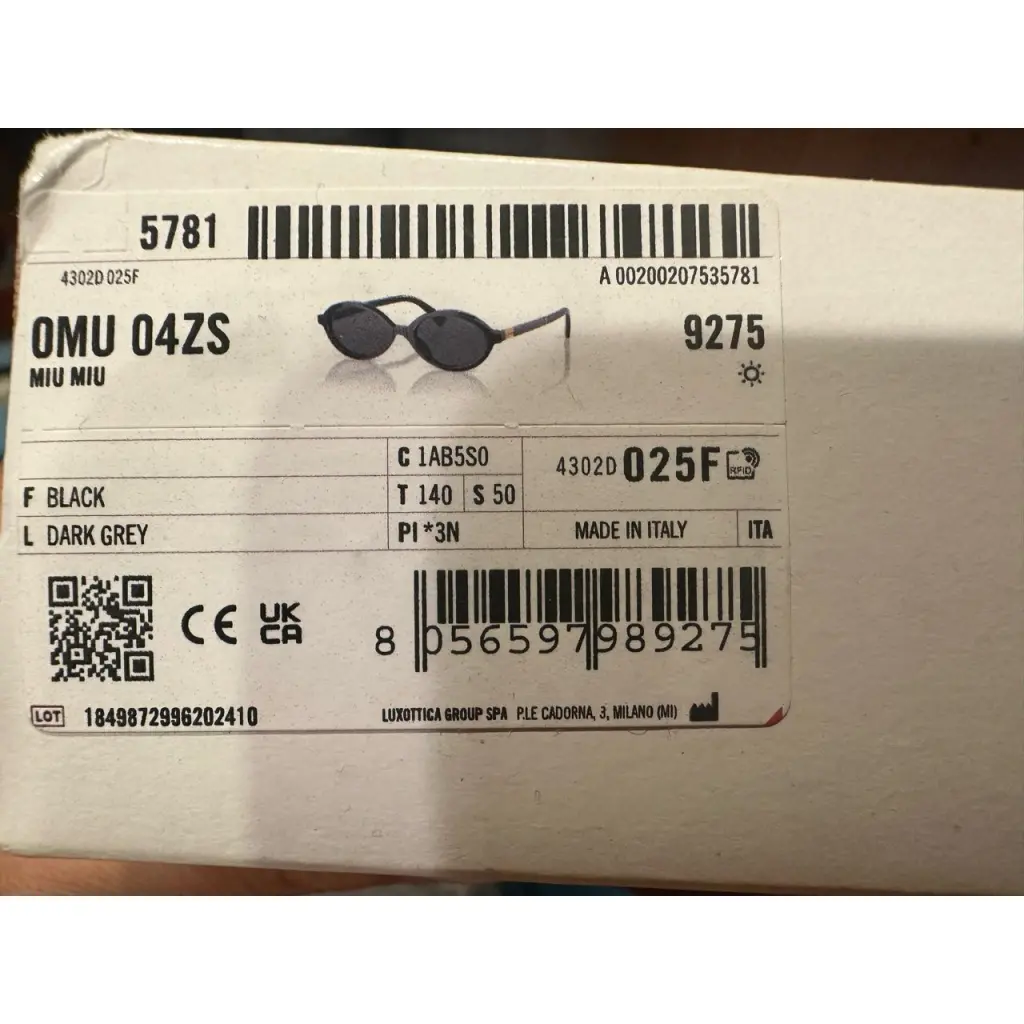 5781
4302D 025F
A 00200207535781
0MU 04ZS
9275
MIU MIU
C 1AB5S0
4302D 025F RFID
F BLACK
T 140 S 50
L DARK GREY
PI *3N
MADE IN ITALY
ITA
CE UK CA
8 056597 989275
LOT 1849872996202410
LUXOTTICA GROUP SPA P.LE CADORNA, 3, MILANO (MI)